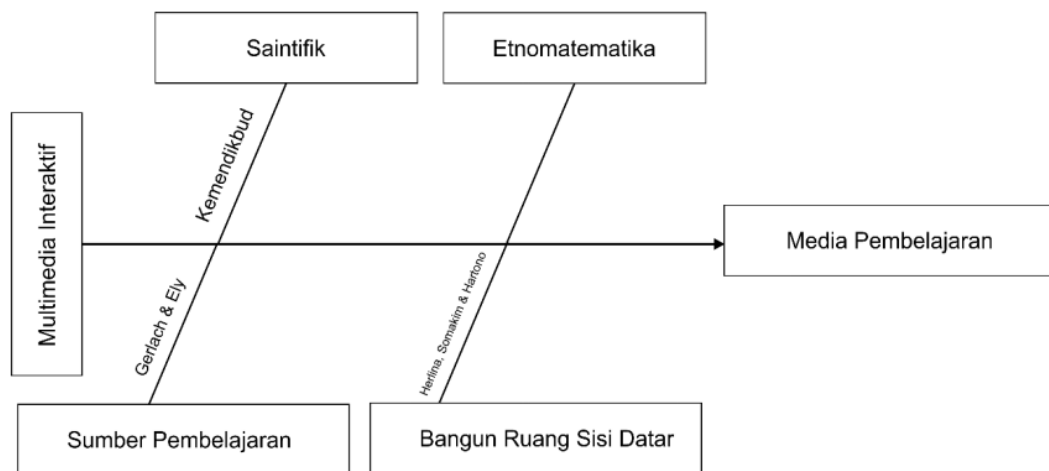 Saintifik
Etnomatematika
Kemendikbud
Multimedia Interaktif
Media Pembelajaran
Gerlach & Ely
Herlina, Somakim & Hartono
Sumber Pembelajaran
Bangun Ruang Sisi Datar